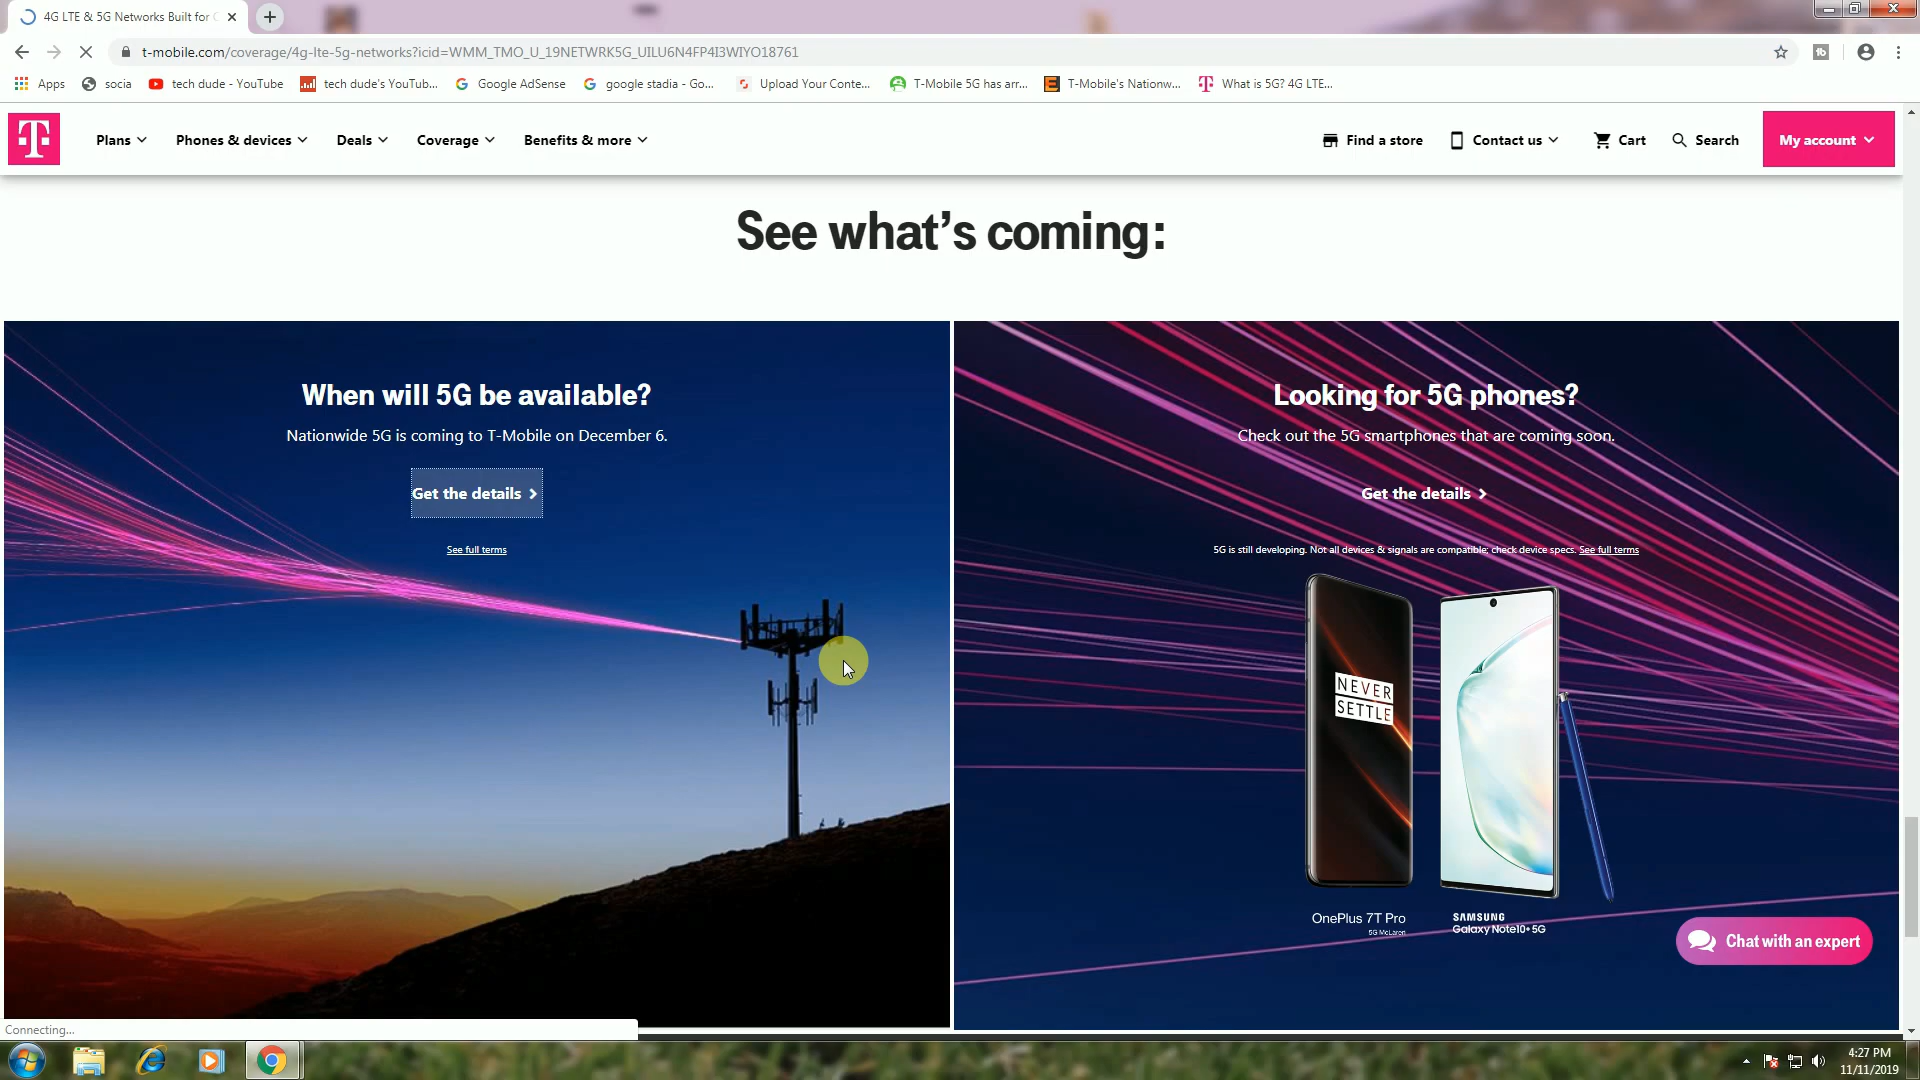 4G LTE & 5G Networks Built for
t-mobile.com/coverage/4g-lte-5g-networks?icid=WMM_TMO_U_19NETWRK5G_UILU6N4FP4I3WIYO18761
Apps socia tech dude - YouTube tech dude's YouTub... Google AdSense google stadia - Go... Upload Your Conte... T-Mobile 5G has arr... T-Mobile's Nationw... What is 5G? 4G LTE...
T Plans Phones & devices Deals Coverage Benefits & more Find a store Contact us Cart Search My account
See what's coming:
When will 5G be available?
Nationwide 5G is coming to T-Mobile on December 6.
Get the details
See full terms
Looking for 5G phones?
Check out the 5G smartphones that are coming soon.
Get the details
5G is still developing. Not all devices & signals are compatible; check device specs. See full terms
NEVER
SETTLE
OnePlus 7T Pro
5G McLaren
SAMSUNG
Galaxy Note10+ 5G
Chat with an expert
Connecting...
4:27 PM
11/11/2019